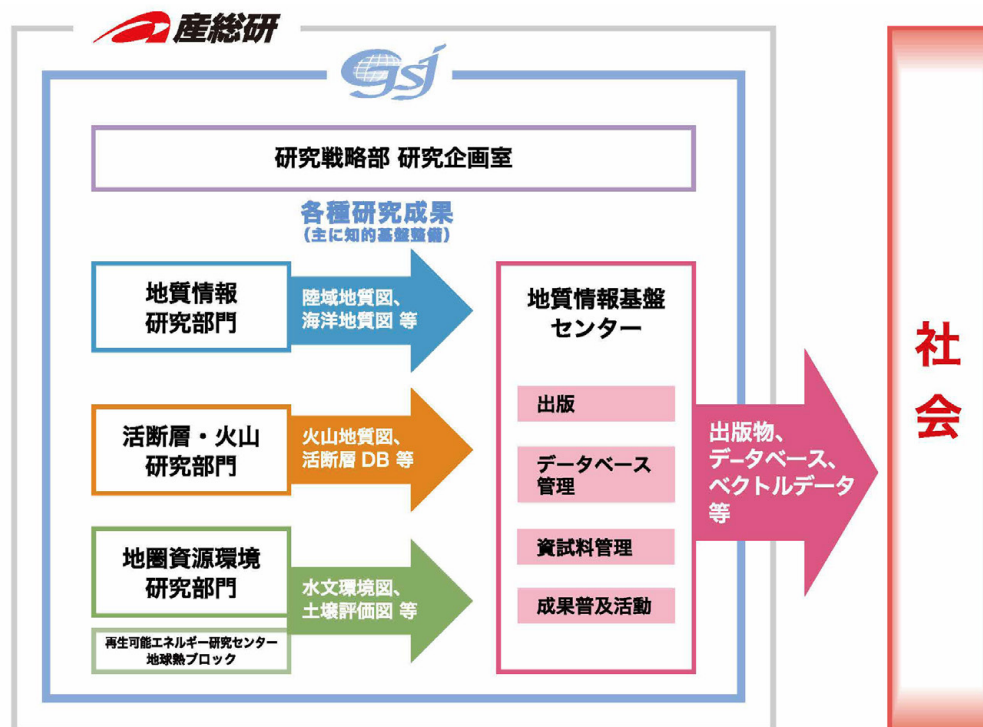 産総研
GSJ
研究戦略部 研究企画室
各種研究成果
(主に知的基盤整備)
地質情報
研究部門
陸域地質図、
海洋地質図 等
活断層・火山
研究部門
火山地質図、
活断層 DB 等
地圏資源環境
研究部門
水文環境図、
土壌評価図 等
再生可能エネルギー研究センター
地球熱ブロック
地質情報基盤
センター
出版
データベース
管理
資試料管理
成果普及活動
出版物、
データベース、
ベクトルデータ
等
社
会